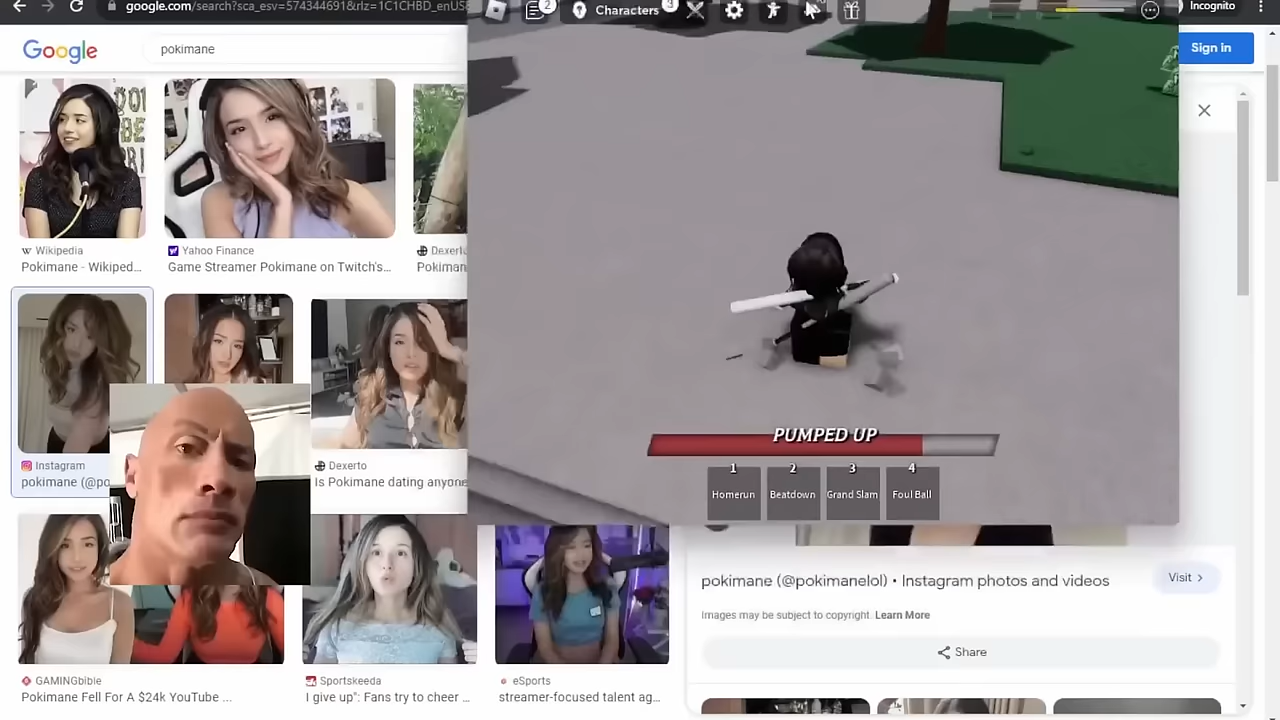 google.com/search?sca_esv=574344691&rlz=1C1CHBD_enUS8
Incognito
Google
pokimane
Sign in
2
Characters
3
Wikipedia
Pokimane - Wikiped...
Yahoo Finance
Game Streamer Pokimane on Twitch's...
Dexert
Pokiman
Instagram
pokimane (@po
Dexerto
Is Pokimane dating anyone
PUMPED UP
1
2
3
4
Homerun
Beatdown
Grand Slam
Foul Ball
GAMINGbible
Pokimane Fell For A $24k YouTube ...
Sportskeeda
I give up": Fans try to cheer ...
eSports
streamer-focused talent ag...
pokimane (@pokimanelol) • Instagram photos and videos
Visit
Images may be subject to copyright. Learn More
Share